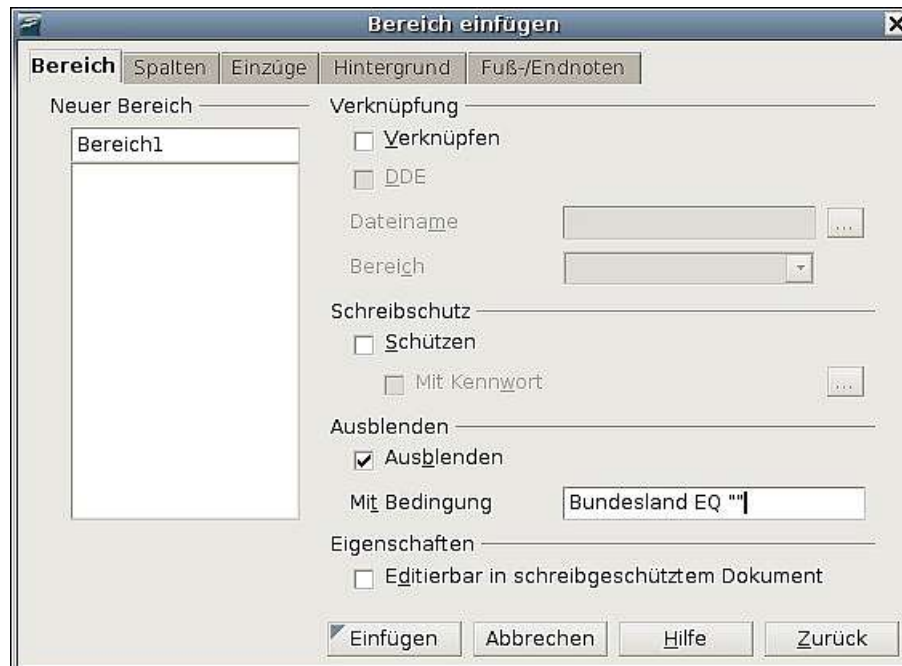 Bereich einfügen
Bereich Spalten Einzüge Hintergrund Fuß-/Endnoten
Neuer Bereich
Bereich1
Verknüpfung
Verknüpfen
DDE
Dateiname ...
Bereich
Schreibschutz
Schützen
Mit Kennwort ...
Ausblenden
Ausblenden
Mit Bedingung Bundesland EQ ""
Eigenschaften
Editierbar in schreibgeschütztem Dokument
Einfügen Abbrechen Hilfe Zurück